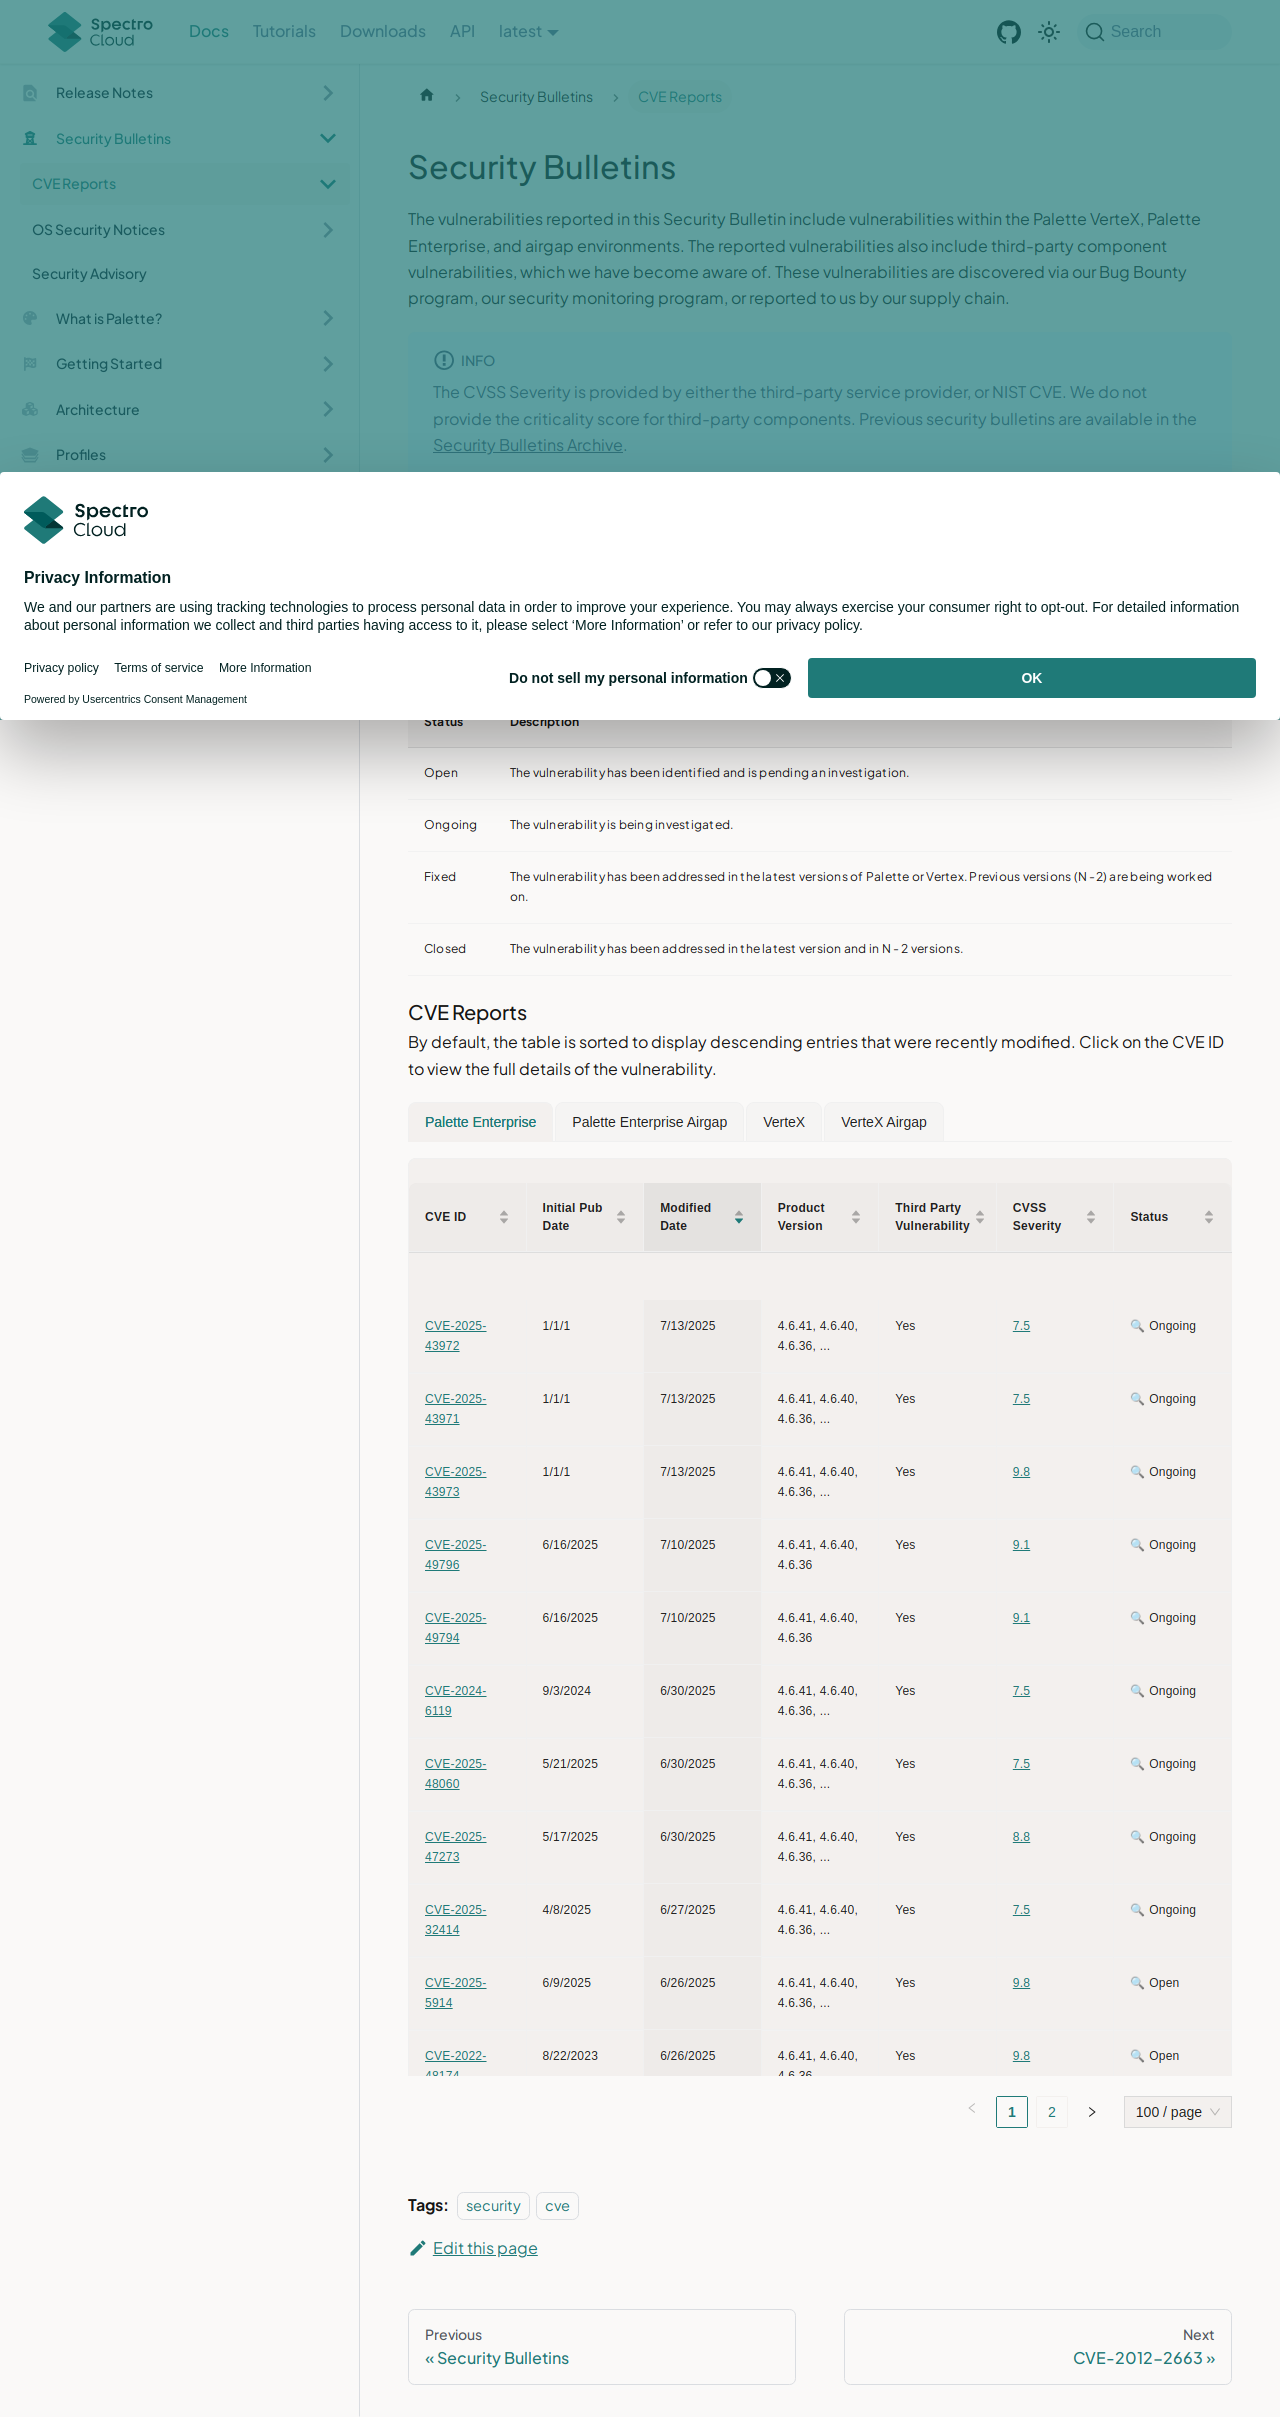 Spectro
Cloud
Docs
Tutorials
Downloads
API
latest
Search
Release Notes
Security Bulletins
CVE Reports
OS Security Notices
Security Advisory
What is Palette?
Getting Started
Architecture
Profiles
Security Bulletins
CVE Reports
Security Bulletins
The vulnerabilities reported in this Security Bulletin include vulnerabilities within the Palette VerteX, Palette
Enterprise, and airgap environments. The reported vulnerabilities also include third-party component
vulnerabilities, which we have become aware of. These vulnerabilities are discovered via our Bug Bounty
program, our security monitoring program, or reported to us by our supply chain.
INFO
The CVSS Severity is provided by either the third-party service provider, or NIST CVE. We do not
provide the criticality score for third-party components. Previous security bulletins are available in the
Security Bulletins Archive.
Spectro
Cloud
Privacy Information
We and our partners are using tracking technologies to process personal data in order to improve your experience. You may always exercise your consumer right to opt-out. For detailed information
about personal information we collect and third parties having access to it, please select ‘More Information’ or refer to our privacy policy.
Privacy policy
Terms of service
More Information
Powered by Usercentrics Consent Management
Do not sell my personal information
OK
Status Description
Open The vulnerability has been identified and is pending an investigation.
Ongoing The vulnerability is being investigated.
Fixed The vulnerability has been addressed in the latest versions of Palette or Vertex. Previous versions (N - 2) are being worked
on.
Closed The vulnerability has been addressed in the latest version and in N - 2 versions.
CVE Reports
By default, the table is sorted to display descending entries that were recently modified. Click on the CVE ID
to view the full details of the vulnerability.
Palette Enterprise
Palette Enterprise Airgap
VerteX
VerteX Airgap
CVE ID
Initial Pub
Date
Modified
Date
Product
Version
Third Party
Vulnerability
CVSS
Severity
Status
CVE-2025- 1/1/1 7/13/2025 4.6.41, 4.6.40, Yes 7.5 🔍 Ongoing
43972 4.6.36, ...
CVE-2025- 1/1/1 7/13/2025 4.6.41, 4.6.40, Yes 7.5 🔍 Ongoing
43971 4.6.36, ...
CVE-2025- 1/1/1 7/13/2025 4.6.41, 4.6.40, Yes 9.8 🔍 Ongoing
43973 4.6.36, ...
CVE-2025- 6/16/2025 7/10/2025 4.6.41, 4.6.40, Yes 9.1 🔍 Ongoing
49796 4.6.36
CVE-2025- 6/16/2025 7/10/2025 4.6.41, 4.6.40, Yes 9.1 🔍 Ongoing
49794 4.6.36
CVE-2024- 9/3/2024 6/30/2025 4.6.41, 4.6.40, Yes 7.5 🔍 Ongoing
6119 4.6.36, ...
CVE-2025- 5/21/2025 6/30/2025 4.6.41, 4.6.40, Yes 7.5 🔍 Ongoing
48060 4.6.36, ...
CVE-2025- 5/17/2025 6/30/2025 4.6.41, 4.6.40, Yes 8.8 🔍 Ongoing
47273 4.6.36, ...
CVE-2025- 4/8/2025 6/27/2025 4.6.41, 4.6.40, Yes 7.5 🔍 Ongoing
32414 4.6.36, ...
CVE-2025- 6/9/2025 6/26/2025 4.6.41, 4.6.40, Yes 9.8 🔍 Open
5914 4.6.36, ...
CVE-2022- 8/22/2023 6/26/2025 4.6.41, 4.6.40, Yes 9.8 🔍 Open
48174 4.6.36
1
2
100 / page
Tags: security cve
Edit this page
Previous
« Security Bulletins
Next
CVE-2012-2663 »